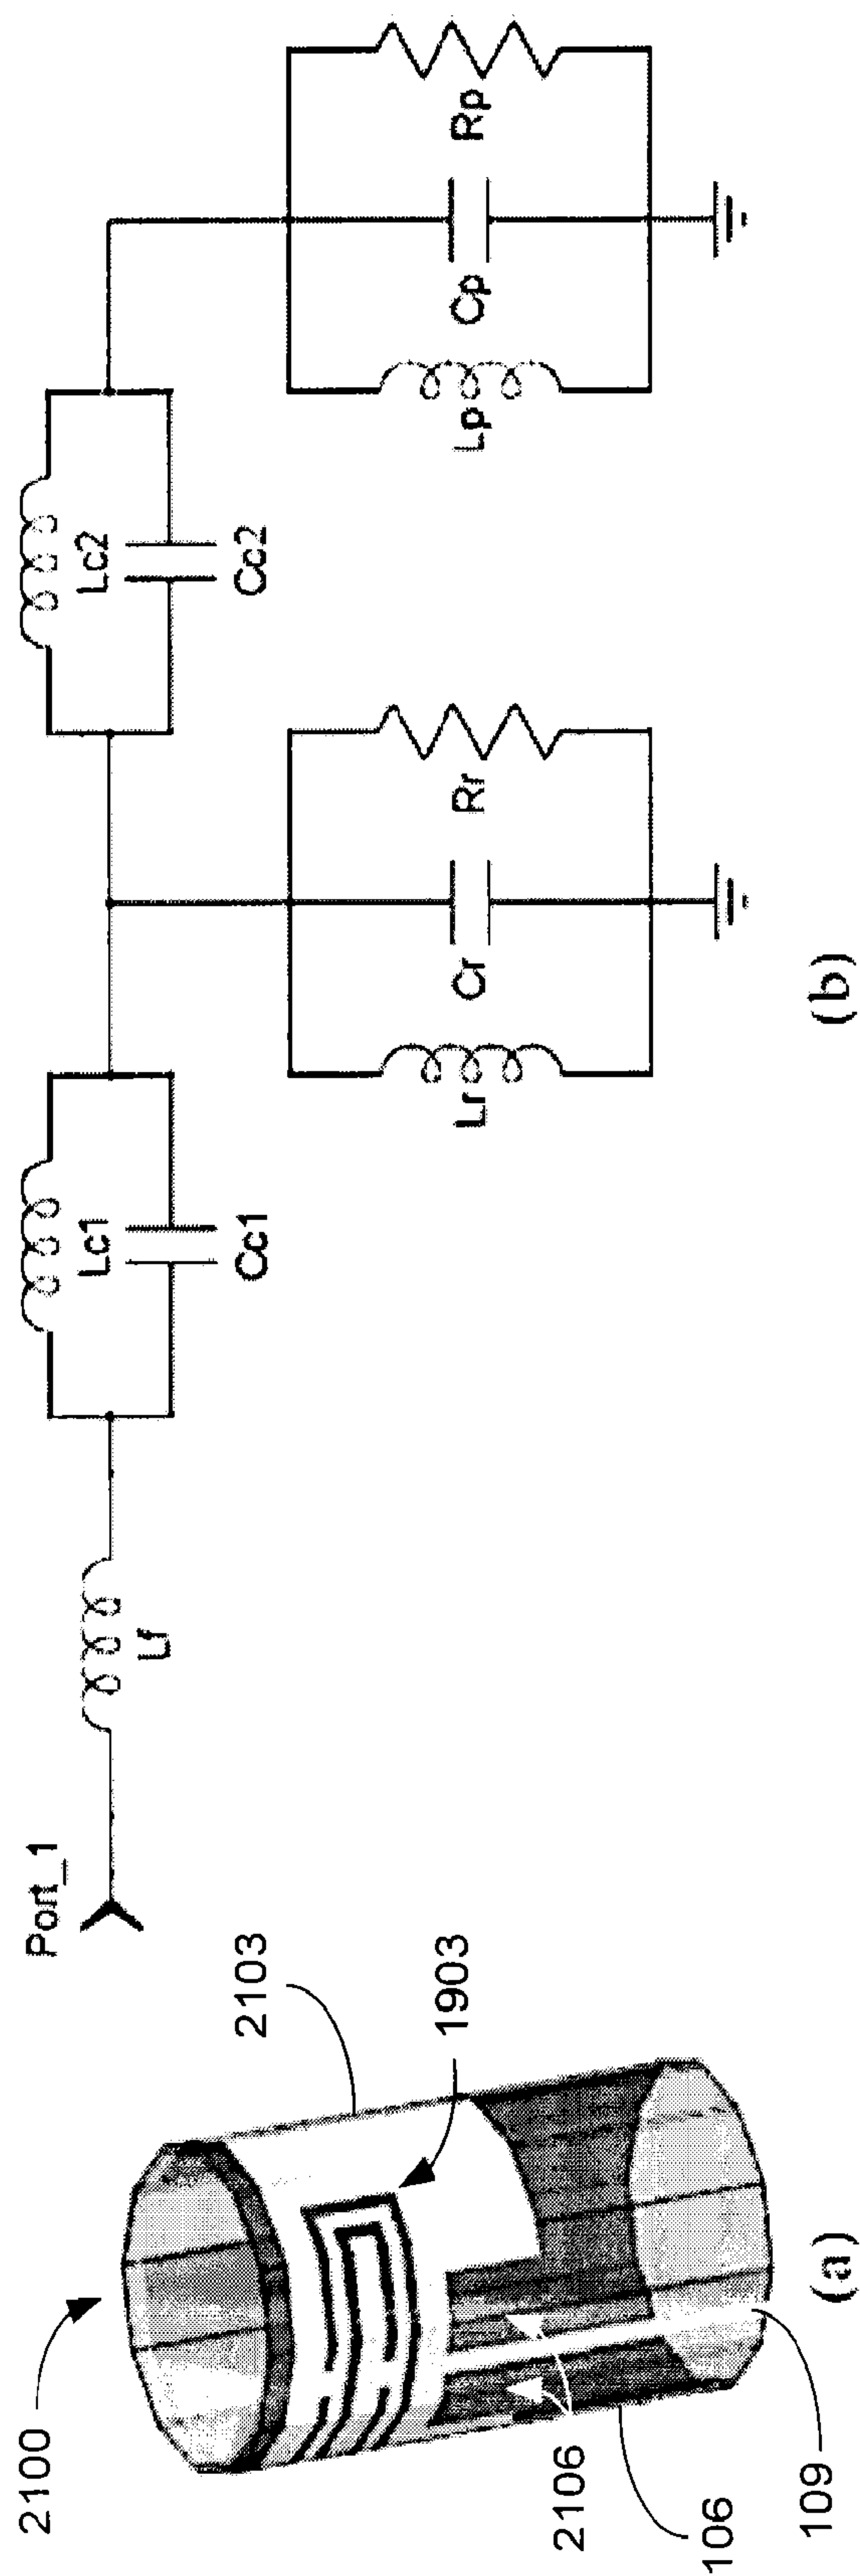 2100
2103
1903
2106
106
109
(a)
Port_1
Lf
Lc1
Cc1
Lr
Cr
Rr
Lc2
Cc2
Lp
Cp
Rp
(b)